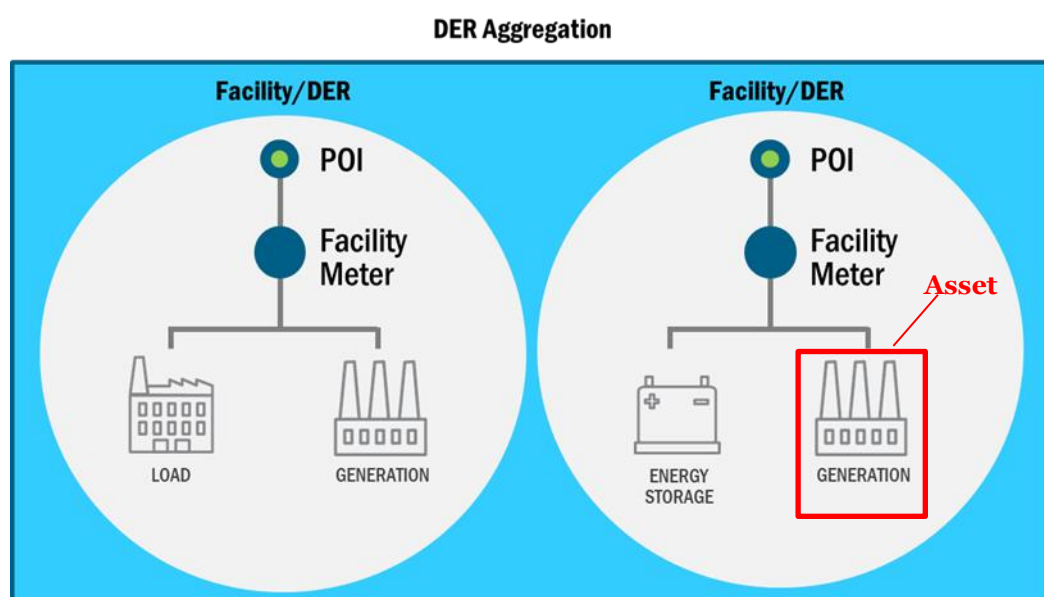 DER Aggregation
Facility/DER
POI
Facility
Meter
LOAD
GENERATION
Facility/DER
POI
Facility
Meter
Asset
ENERGY
STORAGE
GENERATION